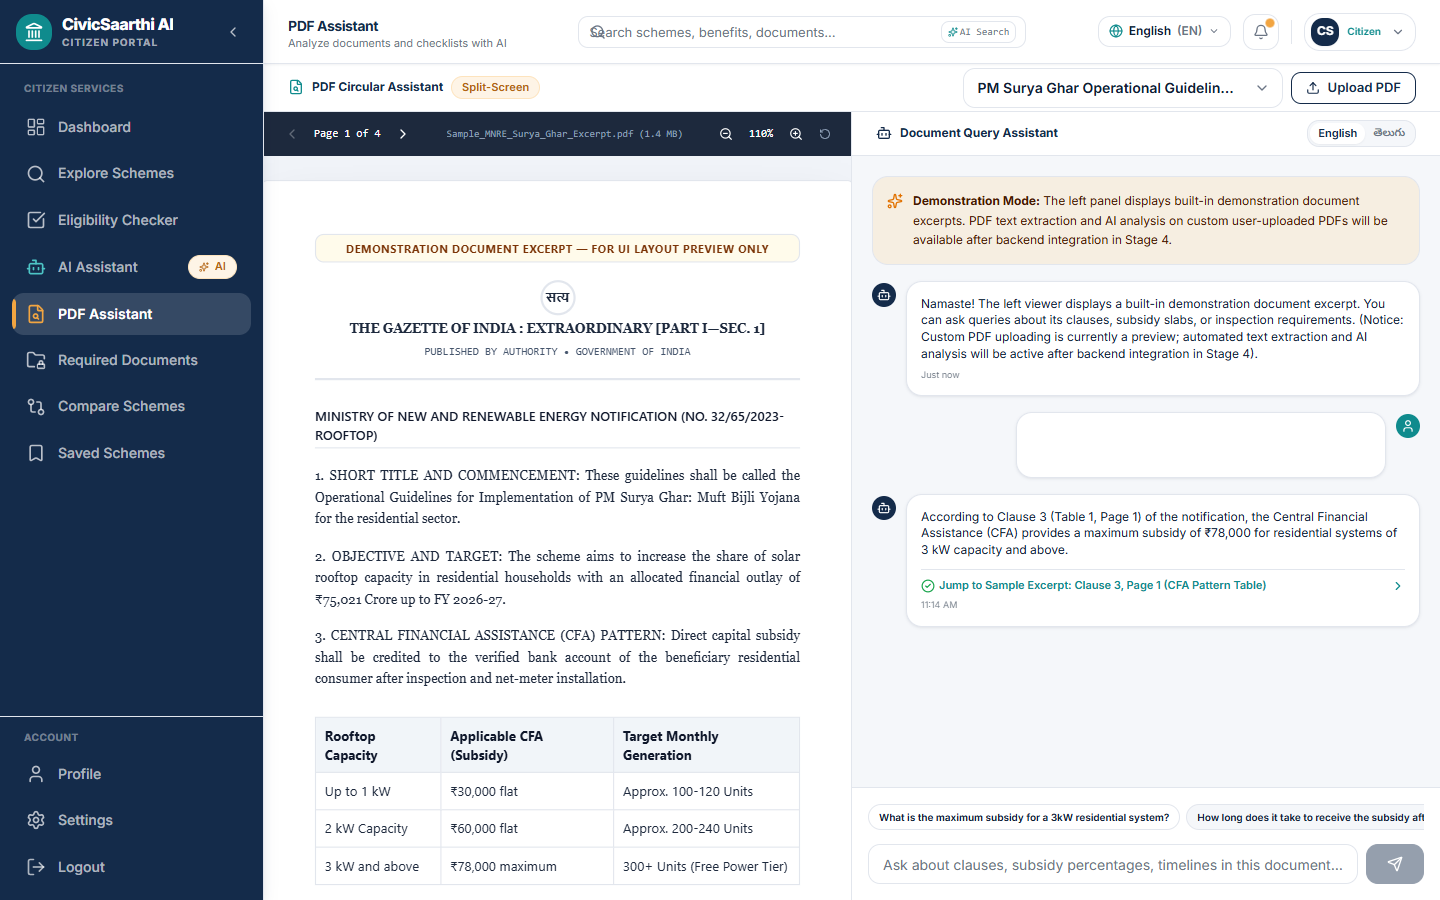 CivicSaarthi AI
CITIZEN PORTAL
CITIZEN SERVICES
Dashboard
Explore Schemes
Eligibility Checker
AI Assistant
AI
PDF Assistant
Required Documents
Compare Schemes
Saved Schemes
ACCOUNT
Profile
Settings
Logout
PDF Assistant
Analyze documents and checklists with AI
Search schemes, benefits, documents...
AI Search
English (EN)
CS
Citizen
PDF Circular Assistant
Split-Screen
PM Surya Ghar Operational Guidelin...
Upload PDF
Page 1 of 4
Sample_MNRE_Surya_Ghar_Excerpt.pdf (1.4 MB)
110%
DEMONSTRATION DOCUMENT EXCERPT — FOR UI LAYOUT PREVIEW ONLY
सत्य
THE GAZETTE OF INDIA : EXTRAORDINARY [PART I—SEC. 1]
PUBLISHED BY AUTHORITY • GOVERNMENT OF INDIA
MINISTRY OF NEW AND RENEWABLE ENERGY NOTIFICATION (NO. 32/65/2023-
ROOFTOP)
1. SHORT TITLE AND COMMENCEMENT: These guidelines shall be called the
Operational Guidelines for Implementation of PM Surya Ghar: Muft Bijli Yojana
for the residential sector.
2. OBJECTIVE AND TARGET: The scheme aims to increase the share of solar
rooftop capacity in residential households with an allocated financial outlay of
₹75,021 Crore up to FY 2026-27.
3. CENTRAL FINANCIAL ASSISTANCE (CFA) PATTERN: Direct capital subsidy
shall be credited to the verified bank account of the beneficiary residential
consumer after inspection and net-meter installation.
Rooftop Capacity
Applicable CFA (Subsidy)
Target Monthly Generation
Up to 1 kW
₹30,000 flat
Approx. 100-120 Units
2 kW Capacity
₹60,000 flat
Approx. 200-240 Units
3 kW and above
₹78,000 maximum
300+ Units (Free Power Tier)
Document Query Assistant
English
తెలుగు
Demonstration Mode: The left panel displays built-in demonstration document
excerpts. PDF text extraction and AI analysis on custom user-uploaded PDFs will be
available after backend integration in Stage 4.
Namaste! The left viewer displays a built-in demonstration document excerpt. You
can ask queries about its clauses, subsidy slabs, or inspection requirements. (Notice:
Custom PDF uploading is currently a preview; automated text extraction and AI
analysis will be active after backend integration in Stage 4).
Just now
According to Clause 3 (Table 1, Page 1) of the notification, the Central Financial
Assistance (CFA) provides a maximum subsidy of ₹78,000 for residential systems of
3 kW capacity and above.
Jump to Sample Excerpt: Clause 3, Page 1 (CFA Pattern Table)
11:14 AM
What is the maximum subsidy for a 3kW residential system?
How long does it take to receive the subsidy aft
Ask about clauses, subsidy percentages, timelines in this document...